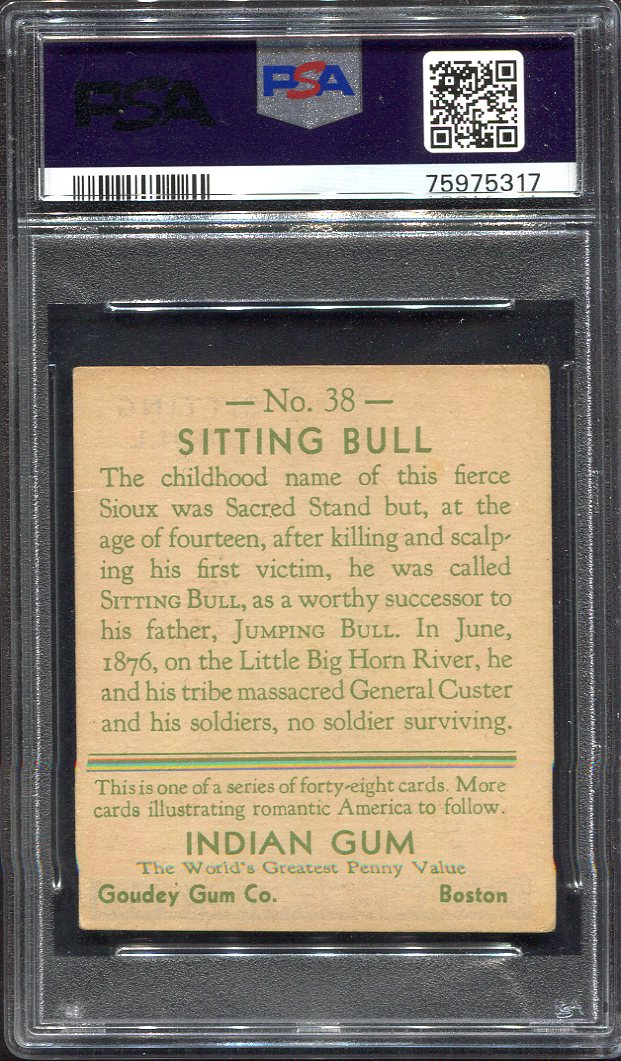 PSA PSA
75975317
— No. 38 —
SITTING BULL
The childhood name of this fierce
Sioux was Sacred Stand but, at the
age of fourteen, after killing and scalp-
ing his first victim, he was called
SITTING BULL, as a worthy successor to
his father, JUMPING BULL. In June,
1876, on the Little Big Horn River, he
and his tribe massacred General Custer
and his soldiers, no soldier surviving.
This is one of a series of forty-eight cards. More
cards illustrating romantic America to follow.
INDIAN GUM
The World's Greatest Penny Value
Goudey Gum Co. Boston
PSA